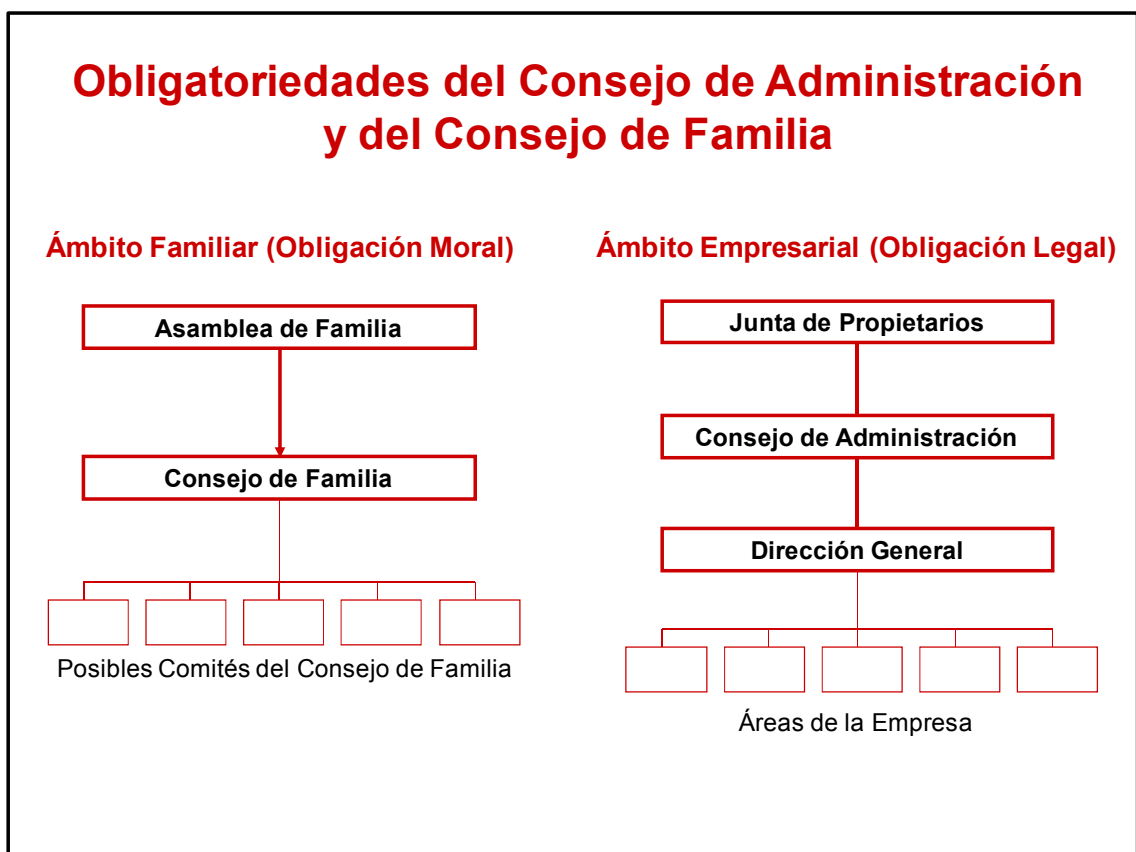 Obligatoriedades del Consejo de Administración
y del Consejo de Familia
Ámbito Familiar (Obligación Moral)
Asamblea de Familia
Consejo de Familia
Posibles Comités del Consejo de Familia
Ámbito Empresarial (Obligación Legal)
Junta de Propietarios
Consejo de Administración
Dirección General
Áreas de la Empresa